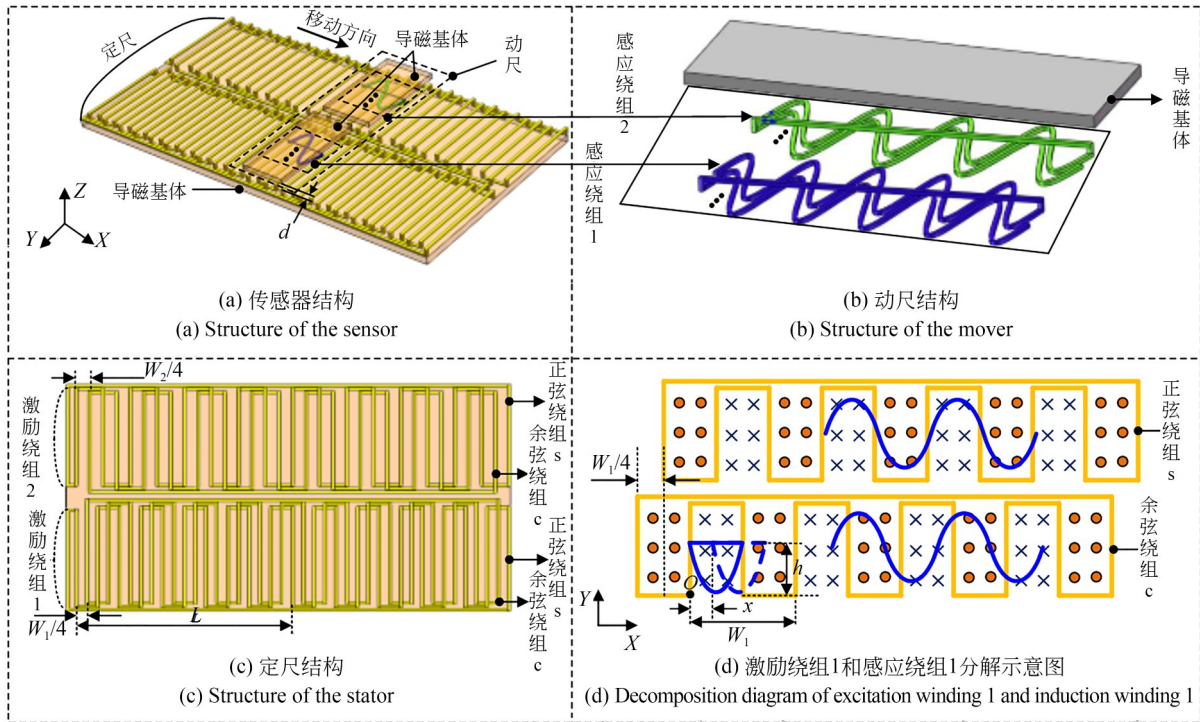 定尺
移动方向
导磁基体
动尺
导磁基体
d
Z
Y
X
(a) 传感器结构
(a) Structure of the sensor
感应绕组2
感应绕组1
导磁基体
(b) 动尺结构
(b) Structure of the mover
W₂/4
激励绕组2
激励绕组1
W₁/4
L
正弦绕组s
余弦绕组c
正弦绕组s
余弦绕组c
(c) 定尺结构
(c) Structure of the stator
W₁/4
正弦绕组s
余弦绕组c
O
h
x
W₁
Y
X
(d) 激励绕组1和感应绕组1分解示意图
(d) Decomposition diagram of excitation winding 1 and induction winding 1